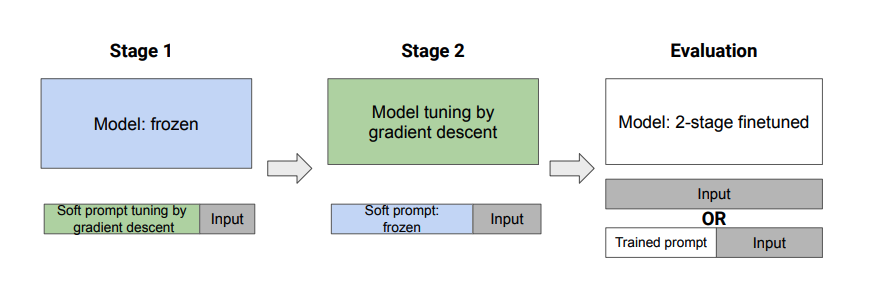 Stage 1
Stage 2
Evaluation
Model: frozen
Model tuning by
gradient descent
Model: 2-stage finetuned
Soft prompt tuning by
gradient descent
Input
Soft prompt:
frozen
Input
Input
OR
Trained prompt
Input